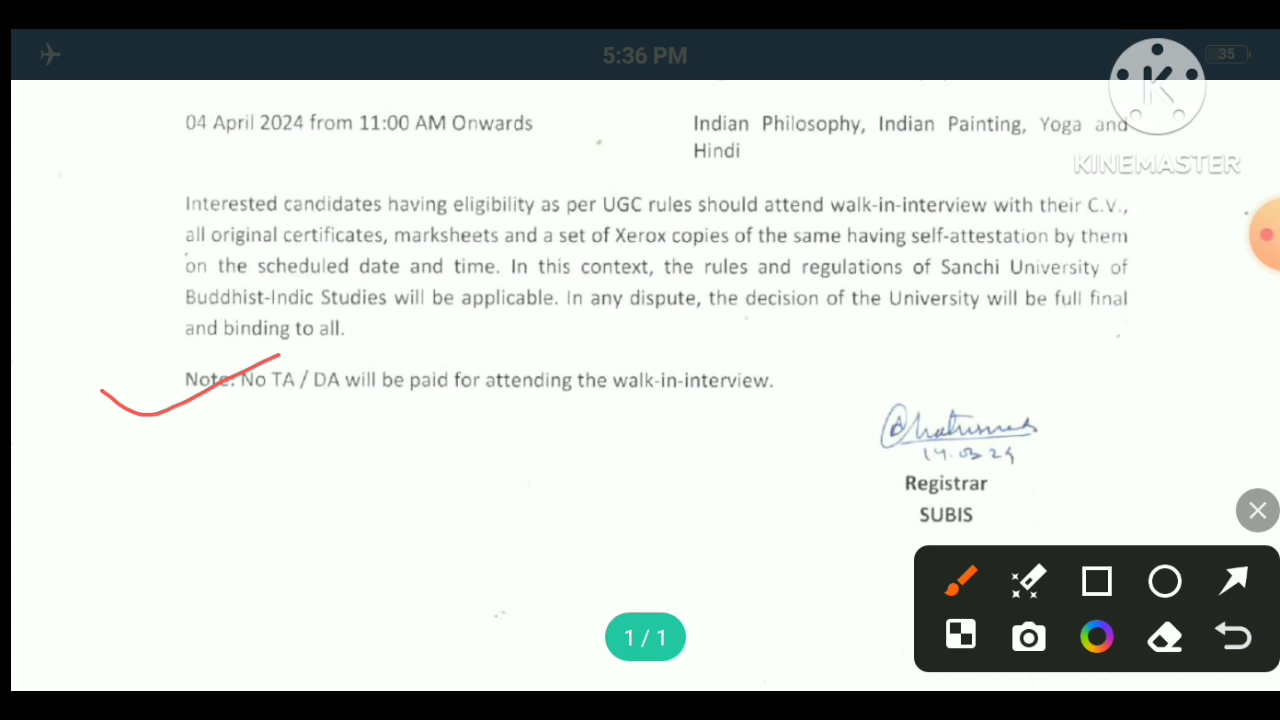 5:36 PM
35
K
KINEMASTER
04 April 2024 from 11:00 AM Onwards
Indian Philosophy, Indian Painting, Yoga and
Hindi
Interested candidates having eligibility as per UGC rules should attend walk-in-interview with their C.V.,
all original certificates, marksheets and a set of Xerox copies of the same having self-attestation by them
on the scheduled date and time. In this context, the rules and regulations of Sanchi University of
Buddhist-Indic Studies will be applicable. In any dispute, the decision of the University will be full final
and binding to all.
Note: No TA / DA will be paid for attending the walk-in-interview.
14.03.24
Registrar
SUBIS
1 / 1